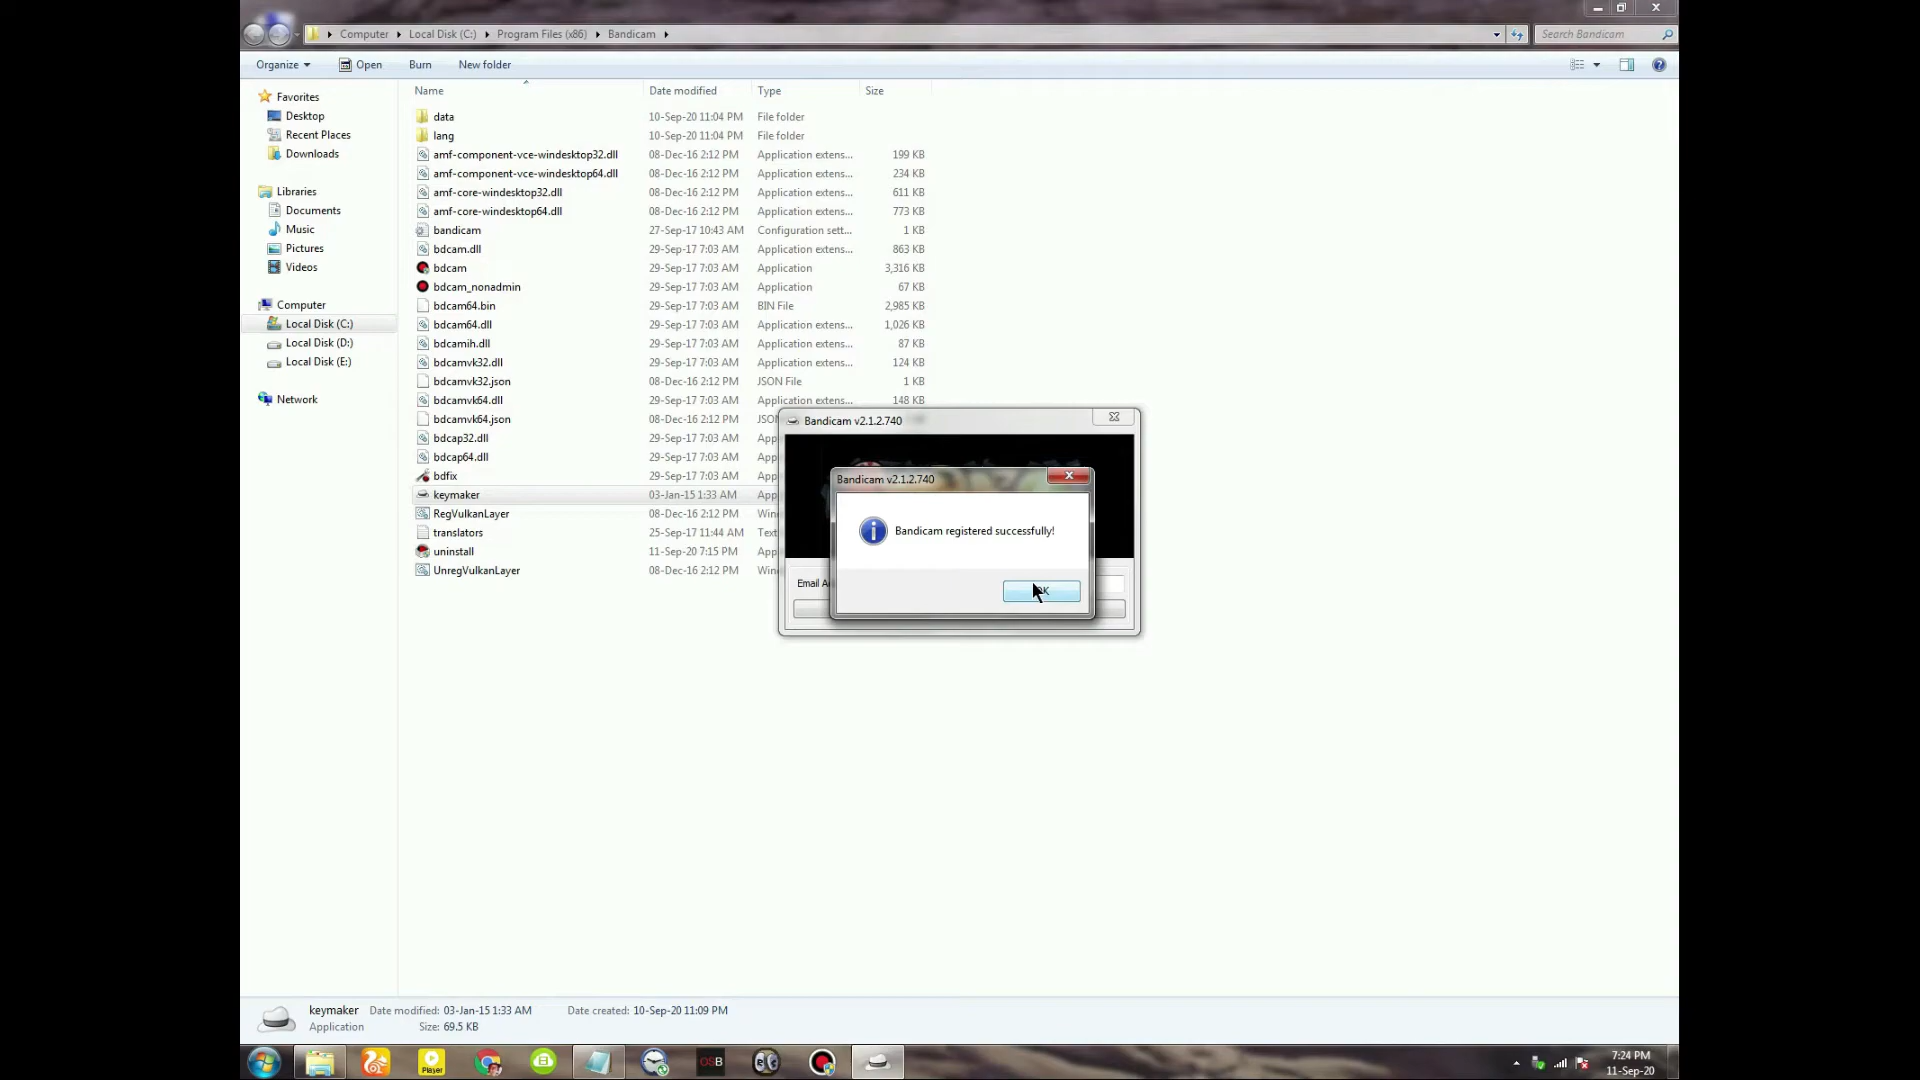 Computer Local Disk (C:) Program Files (x86) Bandicam Search Bandicam
Organize Open Burn New folder
Name Date modified Type Size
Favorites
Desktop
Recent Places
Downloads
Libraries
Documents
Music
Pictures
Videos
Computer
Local Disk (C:)
Local Disk (D:)
Local Disk (E:)
Network
data 10-Sep-20 11:04 PM File folder
lang 10-Sep-20 11:04 PM File folder
amf-component-vce-windesktop32.dll 08-Dec-16 2:12 PM Application extens... 199 KB
amf-component-vce-windesktop64.dll 08-Dec-16 2:12 PM Application extens... 234 KB
amf-core-windesktop32.dll 08-Dec-16 2:12 PM Application extens... 611 KB
amf-core-windesktop64.dll 08-Dec-16 2:12 PM Application extens... 773 KB
bandicam 27-Sep-17 10:43 AM Configuration sett... 1 KB
bdcam.dll 29-Sep-17 7:03 AM Application extens... 863 KB
bdcam 29-Sep-17 7:03 AM Application 3,316 KB
bdcam_nonadmin 29-Sep-17 7:03 AM Application 67 KB
bdcam64.bin 29-Sep-17 7:03 AM BIN File 2,985 KB
bdcam64.dll 29-Sep-17 7:03 AM Application extens... 1,026 KB
bdcamih.dll 29-Sep-17 7:03 AM Application extens... 87 KB
bdcamvk32.dll 29-Sep-17 7:03 AM Application extens... 124 KB
bdcamvk32.json 08-Dec-16 2:12 PM JSON File 1 KB
bdcamvk64.dll 29-Sep-17 7:03 AM Application extens... 148 KB
bdcamvk64.json 08-Dec-16 2:12 PM JSO
bdcap32.dll 29-Sep-17 7:03 AM App
bdcap64.dll 29-Sep-17 7:03 AM App
bdfix 29-Sep-17 7:03 AM App
keymaker 03-Jan-15 1:33 AM App
RegVulkanLayer 08-Dec-16 2:12 PM Win
translators 25-Sep-17 11:44 AM Text
uninstall 11-Sep-20 7:15 PM App
UnregVulkanLayer 08-Dec-16 2:12 PM Win
Bandicam v2.1.2.740
Bandicam v2.1.2.740
Bandicam registered successfully!
Email A
keymaker Date modified: 03-Jan-15 1:33 AM Date created: 10-Sep-20 11:09 PM
Application Size: 69.5 KB
Player
OSB
7:24 PM
11-Sep-20